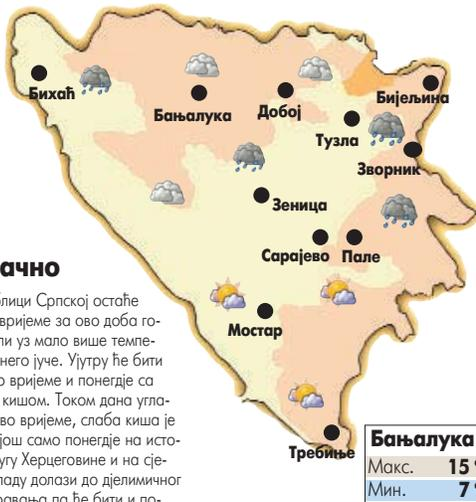 Бихаћ
Бањалука
Добој
Бијељина
Тузла
Зворник
Зеница
Сарајево Пале
Мостар
Требиње
ачно
лици Српској остаће
вријеме за ово доба го-
ли уз мало више темпе-
него јуче. Ујутру ће бити
о вријеме и понегдје са
кишом. Током дана угла-
во вријеме, слаба киша је
још само понегдје на исто-
угу Херцеговине и на сје-
ладу долази до дјелимичног
Бањалука
Макс. 15
Мин. 7